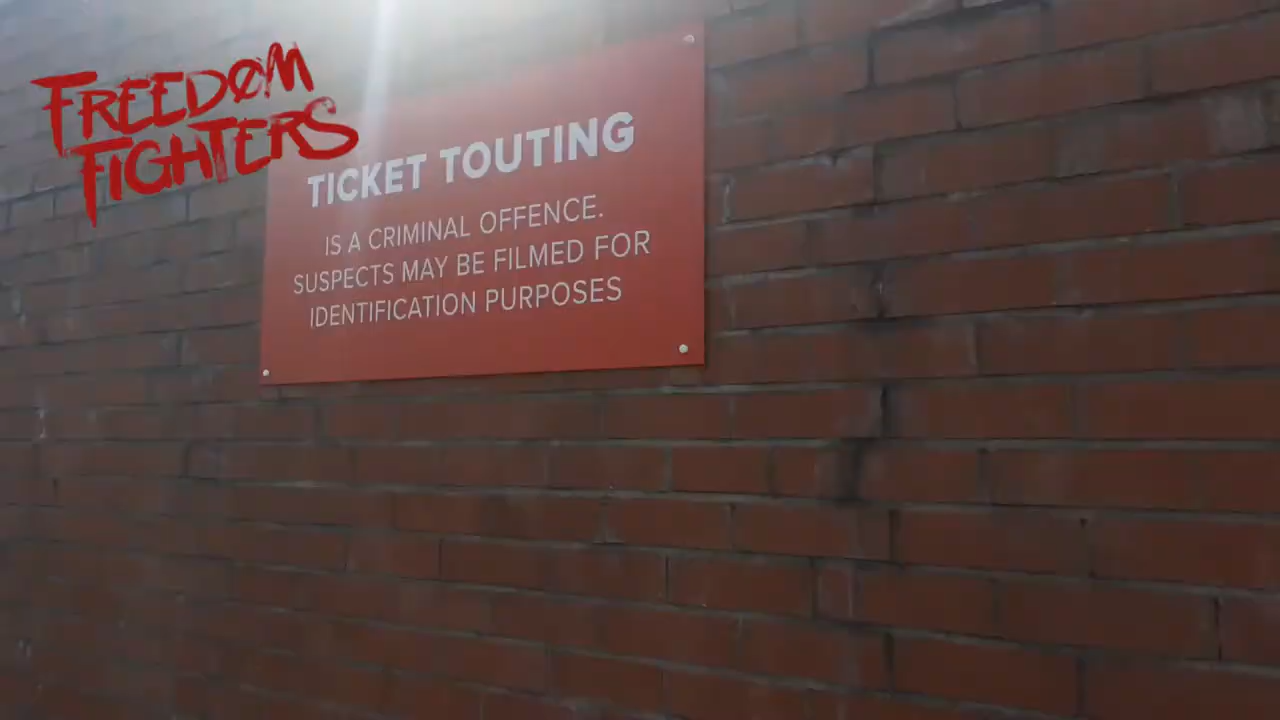 FREEDOM
FIGHTERS
TICKET TOUTING
IS A CRIMINAL OFFENCE.
SUSPECTS MAY BE FILMED FOR
IDENTIFICATION PURPOSES